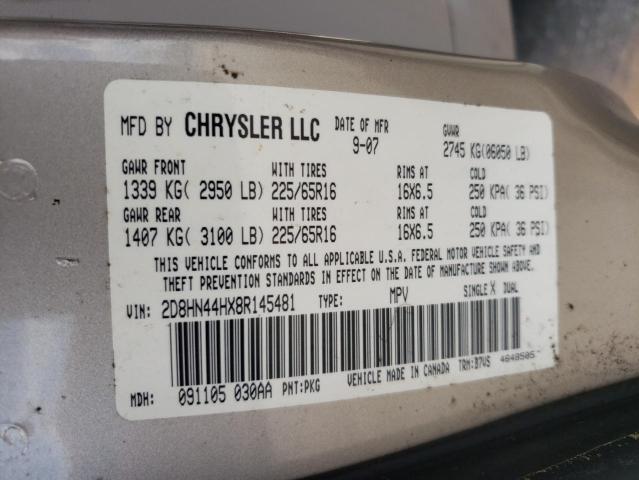 MFD BY CHRYSLER LLC DATE OF MFR 9-07 GVWR 2745 KG(06050 LB)
GAWR FRONT WITH TIRES RIMS AT COLD
1339 KG( 2950 LB) 225/65R16 16X6.5 250 KPA( 36 PSI)
GAWR REAR WITH TIRES RIMS AT COLD
1407 KG( 3100 LB) 225/65R16 16X6.5 250 KPA( 36 PSI)
THIS VEHICLE CONFORMS TO ALL APPLICABLE U.S.A. FEDERAL MOTOR VEHICLE SAFETY AND
THEFT PREVENTION STANDARDS IN EFFECT ON THE DATE OF MANUFACTURE SHOWN ABOVE.
VIN: 2D8HN44HX8R145481 TYPE: MPV SINGLE X DUAL
MDH: 091105 030AA PNT:PKG VEHICLE MADE IN CANADA TRM:B7VS 4648505